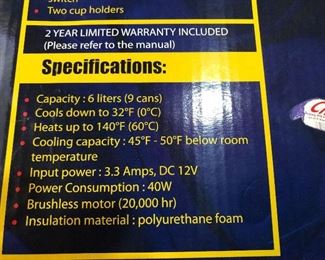 switch
• Two cup holders
2 YEAR LIMITED WARRANTY INCLUDED
(Please refer to the manual)
Specifications:
• Capacity : 6 liters (9 cans)
• Cools down to 32°F (0°C)
• Heats up to 140°F (60°C)
• Cooling capacity : 45°F - 50°F below room
temperature
• Input power : 3.3 Amps, DC 12V
• Power Consumption : 40W
• Brushless motor (20,000 hr)
• Insulation material : polyurethane foam